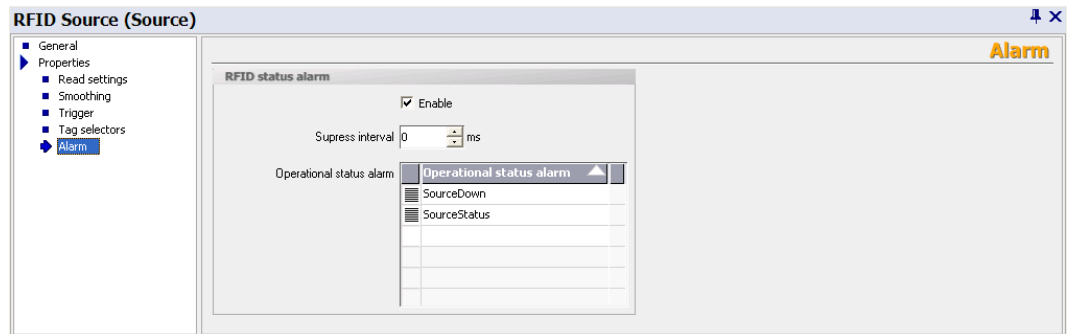 RFID Source (Source)
General
Properties
Read settings
Smoothing
Trigger
Tag selectors
Alarm
Alarm
RFID status alarm
Enable
Supress interval 0 ms
Operational status alarm Operational status alarm
SourceDown
SourceStatus